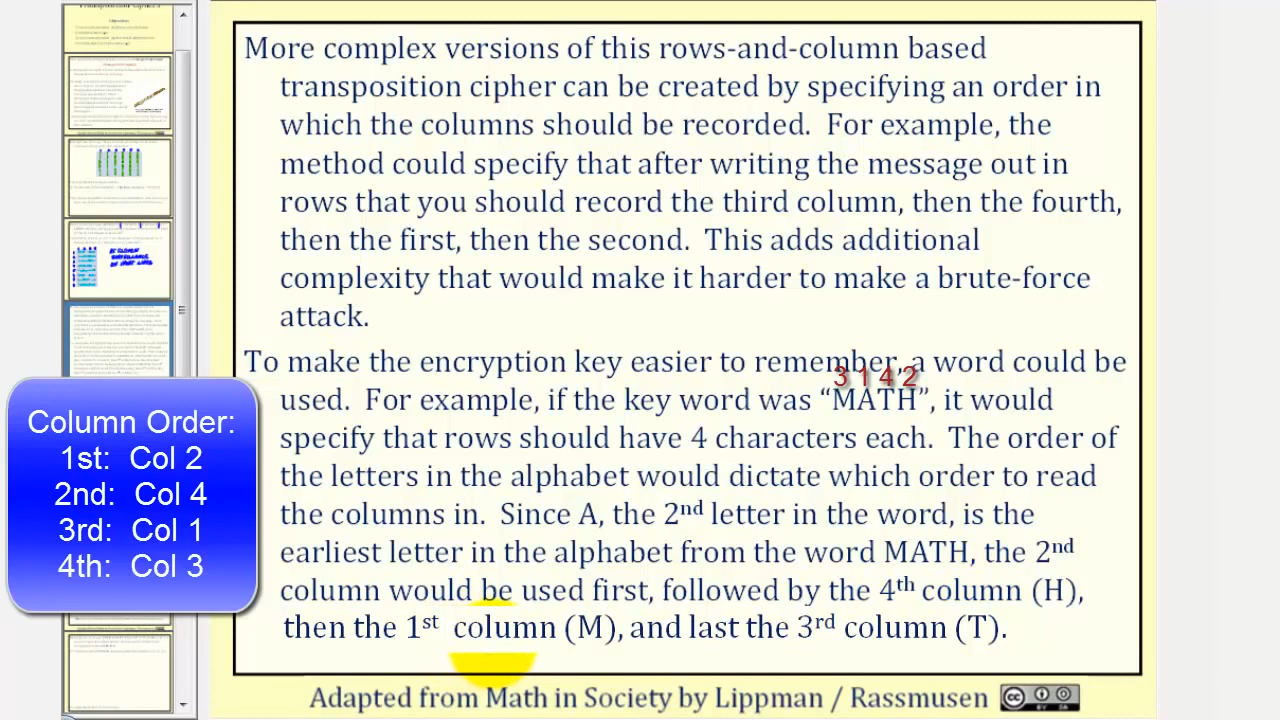 More complex versions of this rows-and-column based
transposition cipher can be created by specifying an order in
which the columns should be recorded. For example, the
method could specify that after writing the message out in
rows that you should record the third column, then the fourth,
then the first, then the second. This adds additional
complexity that would make it harder to make a brute-force
attack.
To make the encryption key easier to remember, a word could be
3 1 4 2
used. For example, if the key word was “MATH”, it would
specify that rows should have 4 characters each. The order of
the letters in the alphabet would dictate which order to read
the columns in. Since A, the 2nd letter in the word, is the
earliest letter in the alphabet from the word MATH, the 2nd
column would be used first, followed by the 4th column (H),
then the 1st column (M), and last the 3rd column (T).
Column Order:
1st: Col 2
2nd: Col 4
3rd: Col 1
4th: Col 3
Adapted from Math in Society by Lippman / Rassmusen